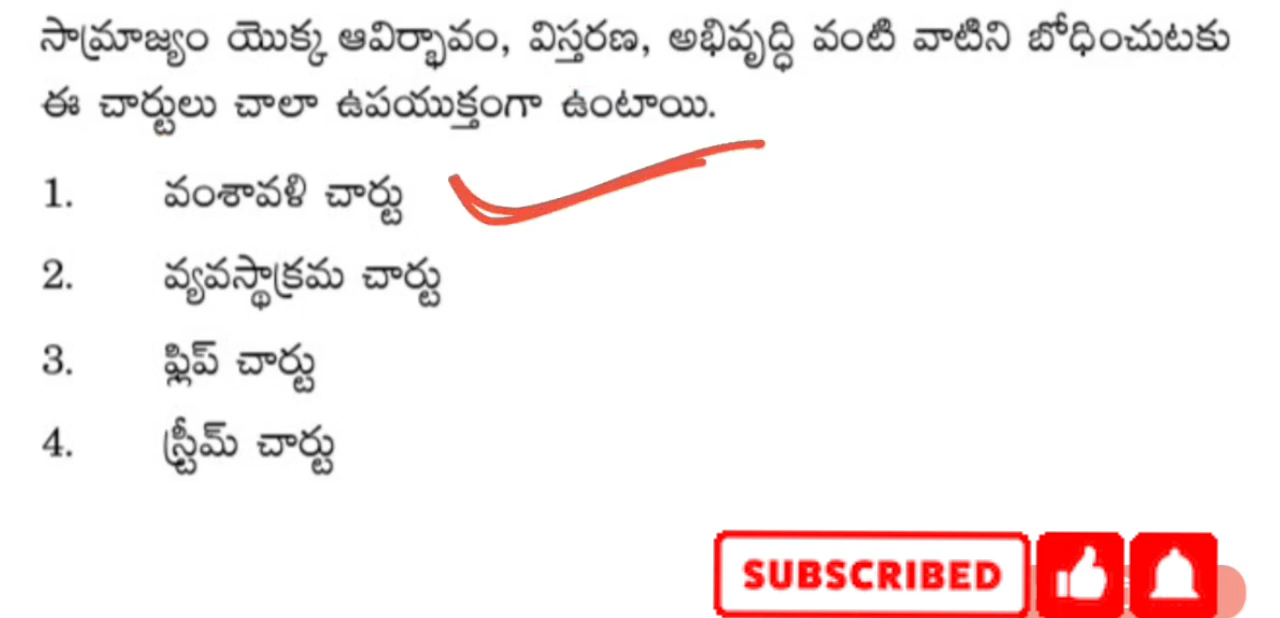 సామ్రాజ్యం యొక్క ఆవిర్భావం, విస్తరణ, అభివృద్ధి వంటి వాటిని బోధించుటకు
ఈ చార్టులు చాలా ఉపయుక్తంగా ఉంటాయి.
1. వంశావళి చార్టు
2. వ్యవస్థాక్రమ చార్టు
3. ఫ్లిప్ చార్టు
4. స్ట్రీమ్ చార్టు
SUBSCRIBED